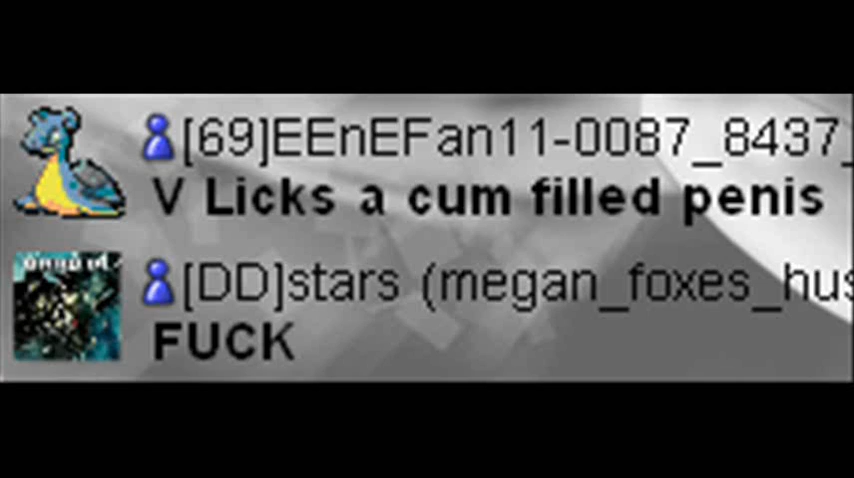 [69]EEnEFan11-0087_8437_
V Licks a cum filled penis
[DD]stars (megan_foxes_hus
FUCK